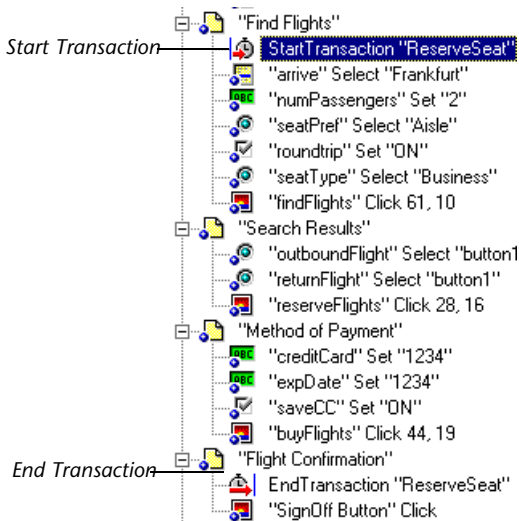 "Find Flights"
Start Transaction
StartTransaction "ReserveSeat"
"arrive" Select "Frankfurt"
ABC "numPassengers" Set "2"
"seatPref" Select "Aisle"
"roundtrip" Set "ON"
"seatType" Select "Business"
"findFlights" Click 61, 10
"Search Results"
"outboundFlight" Select "button1
"returnFlight" Select "button1"
"reserveFlights" Click 28, 16
"Method of Payment"
ABC "creditCard" Set "1234"
ABC "expDate" Set "1234"
"saveCC" Set "ON"
"buyFlights" Click 44, 19
"Flight Confirmation"
End Transaction
EndTransaction "ReserveSeat"
"SignOff Button" Click